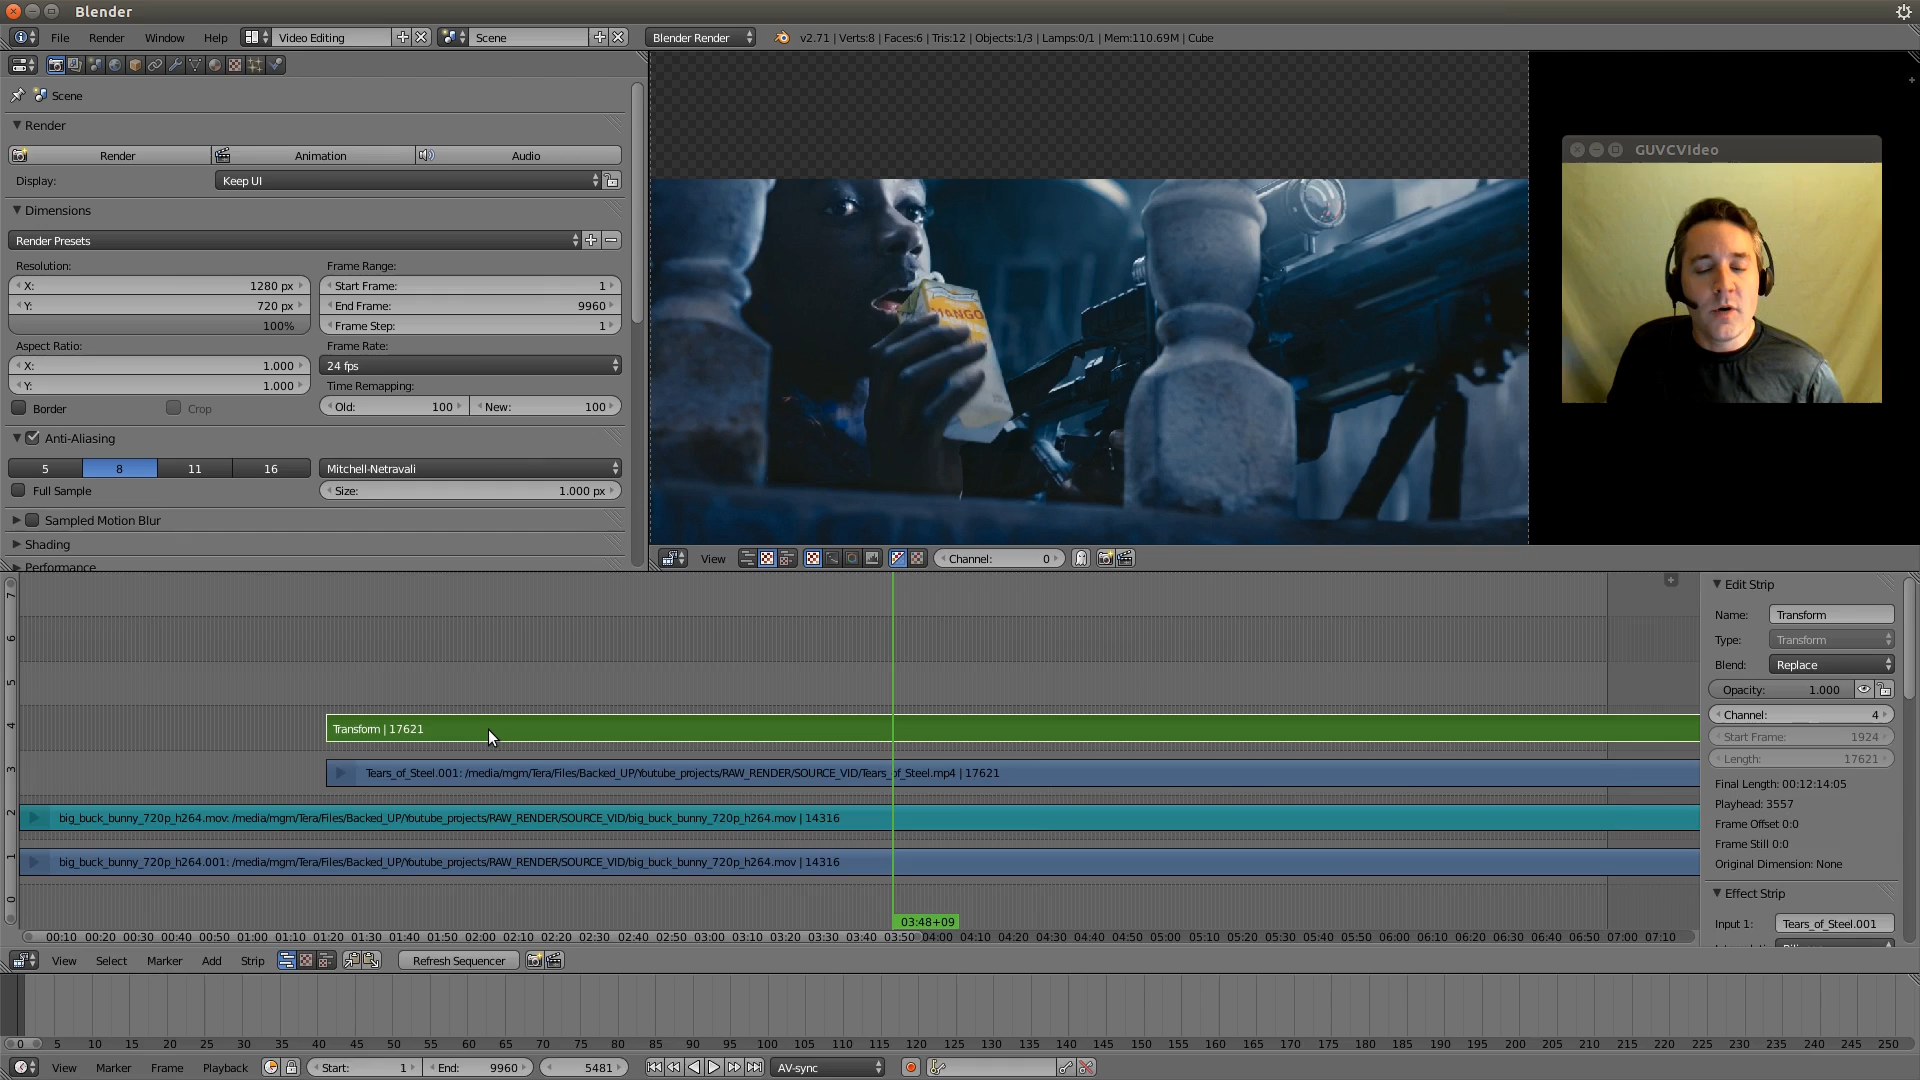 Blender
File Render Window Help Video Editing Scene Blender Render v2.71 | Verts:8 | Faces:6 | Tris:12 | Objects:1/3 | Lamps:0/1 | Mem:110.69M | Cube
Scene
Render
Render Animation Audio
Display: Keep UI
Dimensions
Render Presets
Resolution: Frame Range:
X: 1280 px Start Frame: 1
Y: 720 px End Frame: 9960
100% Frame Step: 1
Aspect Ratio: Frame Rate:
X: 1.000 24 fps
Y: 1.000 Time Remapping:
Border Crop Old: 100 New: 100
Anti-Aliasing
5 8 11 16 Mitchell-Netravali
Full Sample Size: 1.000 px
Sampled Motion Blur
Shading
Performance
GUVCVIdeo
MANGO
View Channel: 0
7
6
5
4
3
2
1
0
Transform | 17621
Tears_of_Steel.001: /media/mgm/Tera/Files/Backed_UP/Youtube_projects/RAW_RENDER/SOURCE_VID/Tears_of_Steel.mp4 | 17621
big_buck_bunny_720p_h264.mov: /media/mgm/Tera/Files/Backed_UP/Youtube_projects/RAW_RENDER/SOURCE_VID/big_buck_bunny_720p_h264.mov | 14316
big_buck_bunny_720p_h264.001: /media/mgm/Tera/Files/Backed_UP/Youtube_projects/RAW_RENDER/SOURCE_VID/big_buck_bunny_720p_h264.mov | 14316
03:48+09
00:10 00:20 00:30 00:40 00:50 01:00 01:10 01:20 01:30 01:40 01:50 02:00 02:10 02:20 02:30 02:40 02:50 03:00 03:10 03:20 03:30 03:40 03:50 04:00 04:10 04:20 04:30 04:40 04:50 05:00 05:10 05:20 05:30 05:40 05:50 06:00 06:10 06:20 06:30 06:40 06:50 07:00 07:10
Edit Strip
Name: Transform
Type: Transform
Blend: Replace
Opacity: 1.000
Channel: 4
Start Frame: 1924
Length: 17621
Final Length: 00:12:14:05
Playhead: 3557
Frame Offset 0:0
Frame Still 0:0
Original Dimension: None
Effect Strip
Input 1: Tears_of_Steel.001
View Select Marker Add Strip Refresh Sequencer
0 5 10 15 20 25 30 35 40 45 50 55 60 65 70 75 80 85 90 95 100 105 110 115 120 125 130 135 140 145 150 155 160 165 170 175 180 185 190 195 200 205 210 215 220 225 230 235 240 245 250
View Marker Frame Playback Start: 1 End: 9960 5481 AV-sync